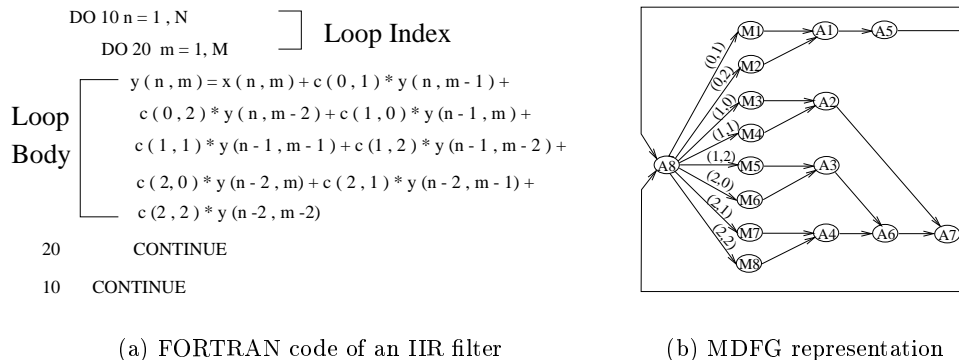 DO 10 n = 1 , N
DO 20 m = 1, M
Loop Index
Loop
Body
y ( n , m ) = x ( n , m ) + c ( 0 , 1 ) * y ( n , m - 1 ) +
c ( 0 , 2 ) * y ( n , m - 2 ) + c ( 1 , 0 ) * y ( n - 1 , m ) +
c ( 1 , 1 ) * y ( n - 1 , m - 1 ) + c ( 1 , 2 ) * y ( n - 1 , m - 2 ) +
c ( 2 , 0 ) * y ( n - 2 , m ) + c ( 2 , 1 ) * y ( n - 2 , m - 1 ) +
c ( 2 , 2 ) * y ( n -2 , m -2 )
20 CONTINUE
10 CONTINUE
(a) FORTRAN code of an IIR filter
M1 A1 A5
(0,1)
M2
(0,2)
M3 A2
(1,0)
M4
(1,1)
A8 (1,2) M5 A3
(2,0)
M6
(2,1)
M7 A4 A6 A7
(2,2)
M8
(b) MDFG representation